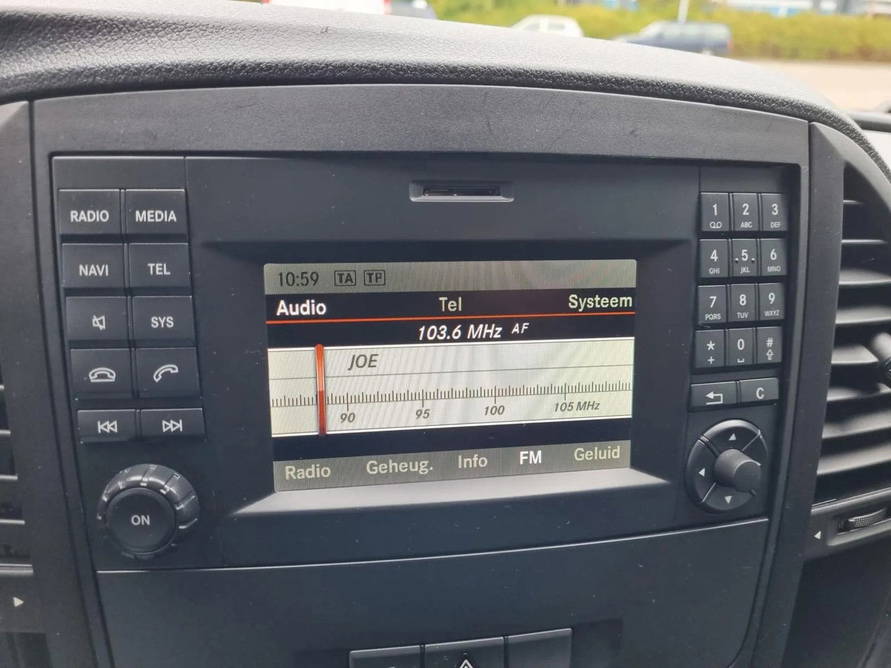 RADIO MEDIA
NAVI TEL
SYS
ON
10:59 TA TP
Audio Tel Systeem
103.6 MHz AF
JOE
90 95 100 105 MHz
Radio Geheug. Info FM Geluid
1 2 3
ABC DEF
4 .5. 6
GHI JKL MNO
7 8 9
PQRS TUV WXYZ
* 0 #
+
C